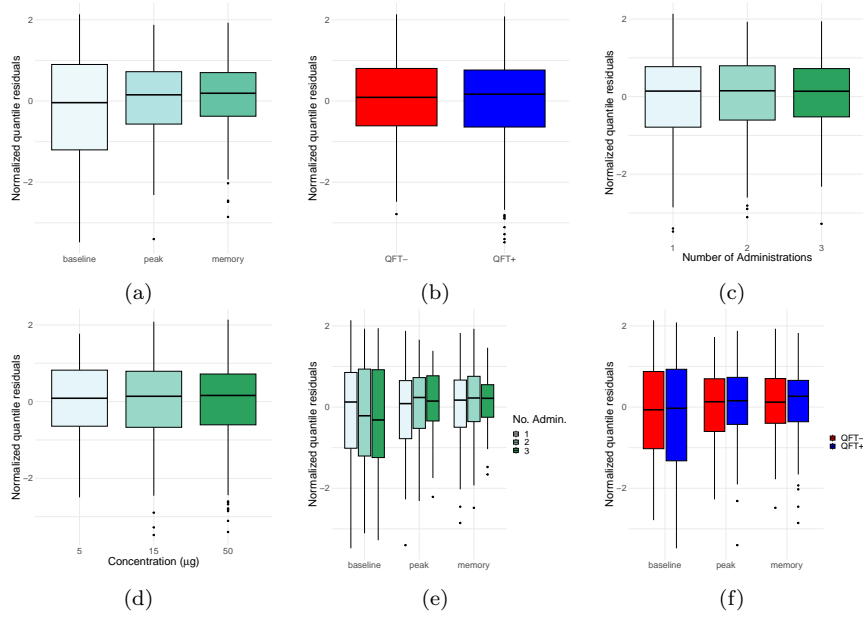 Normalized quantile residuals
2
0
−2
baseline peak memory
(a)
Normalized quantile residuals
2
0
−2
QFT− QFT+
(b)
Normalized quantile residuals
2
0
−2
1 2 3
Number of Administrations
(c)
Normalized quantile residuals
2
0
−2
5 15 50
Concentration (μg)
(d)
Normalized quantile residuals
2
0
−2
baseline peak memory
No. Admin.
1
2
3
(e)
Normalized quantile residuals
2
0
−2
baseline peak memory
QFT−
QFT+
(f)